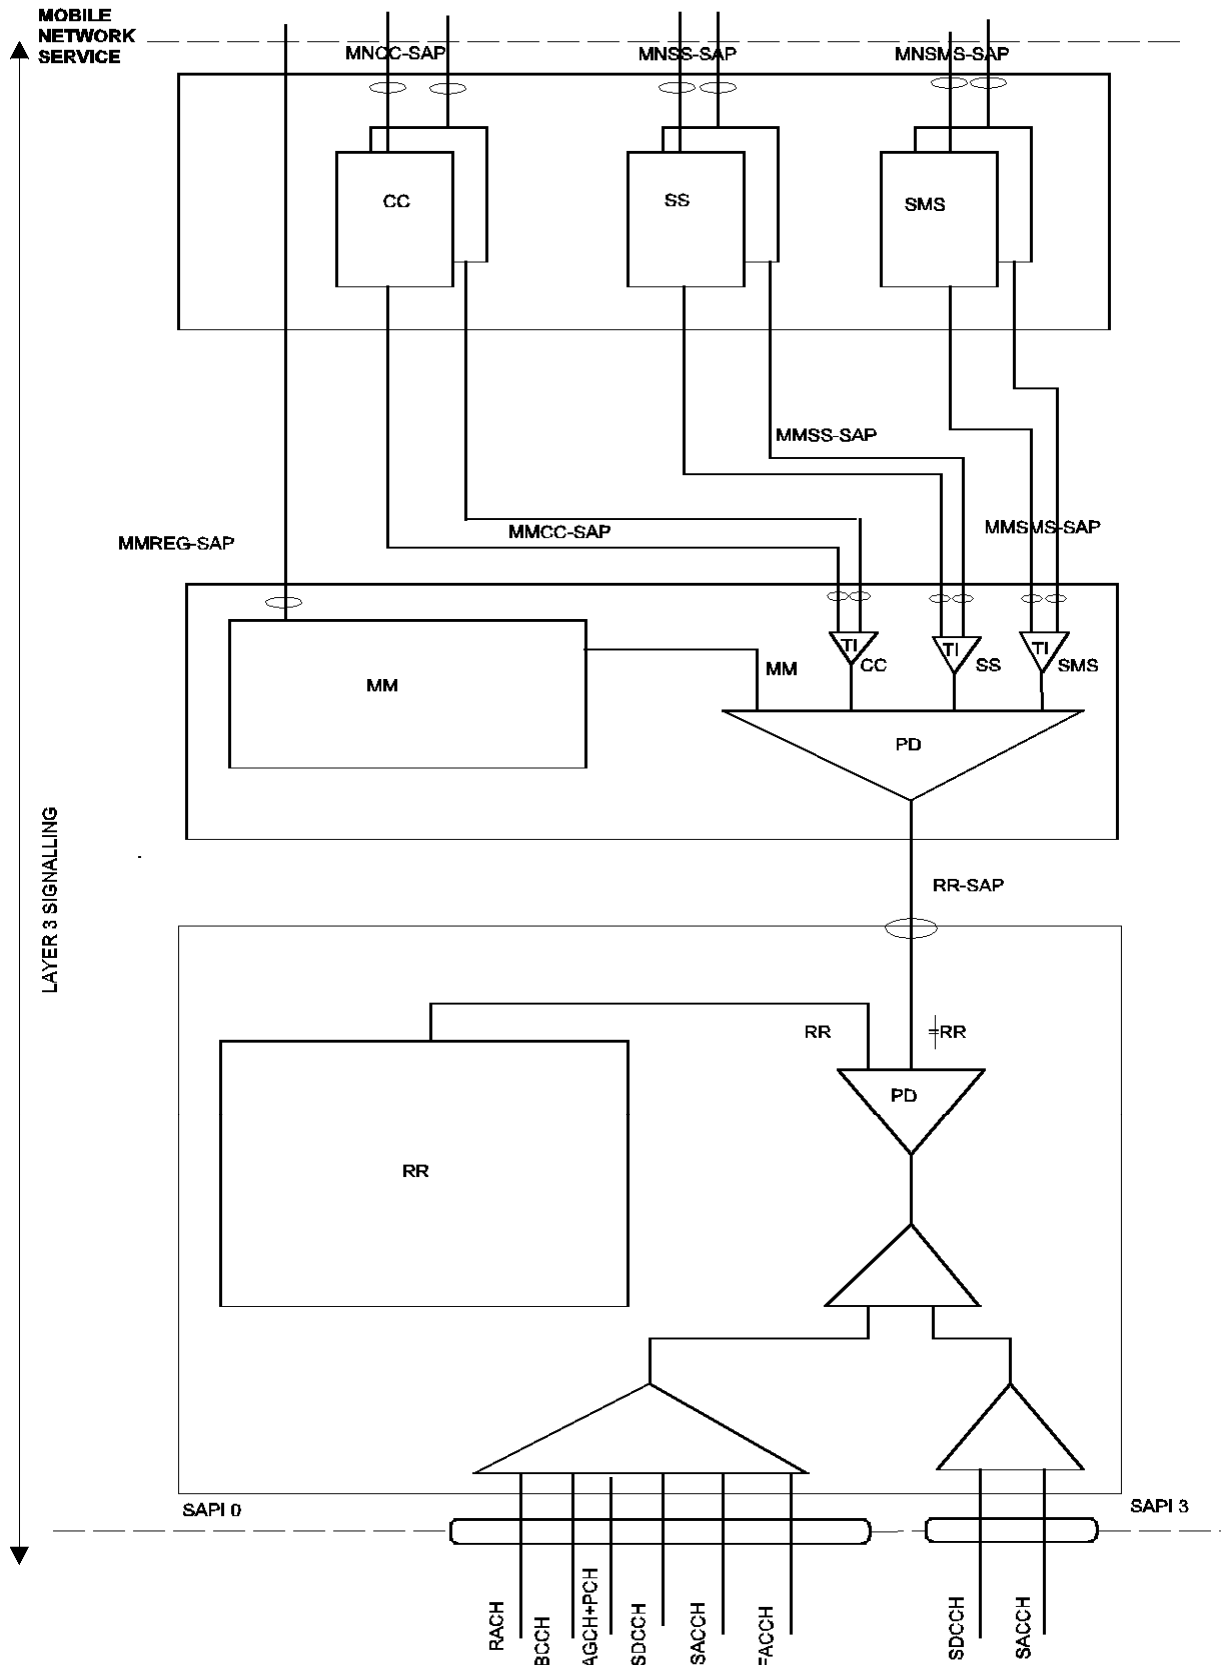 MOBILE
NETWORK
SERVICE
MNCC-SAP
MNSS-SAP
MNSMS-SAP
CC
SS
SMS
MMSS-SAP
MMREG-SAP
MMCC-SAP
MMSMS-SAP
TI
TI
TI
MM
CC
SS
SMS
MM
PD
LAYER 3 SIGNALLING
RR-SAP
RR
≠RR
PD
RR
SAPI 0
SAPI 3
RACH
BCCH
AGCH+PCH
SDCCH
SACCH
FACCH
SDCCH
SACCH